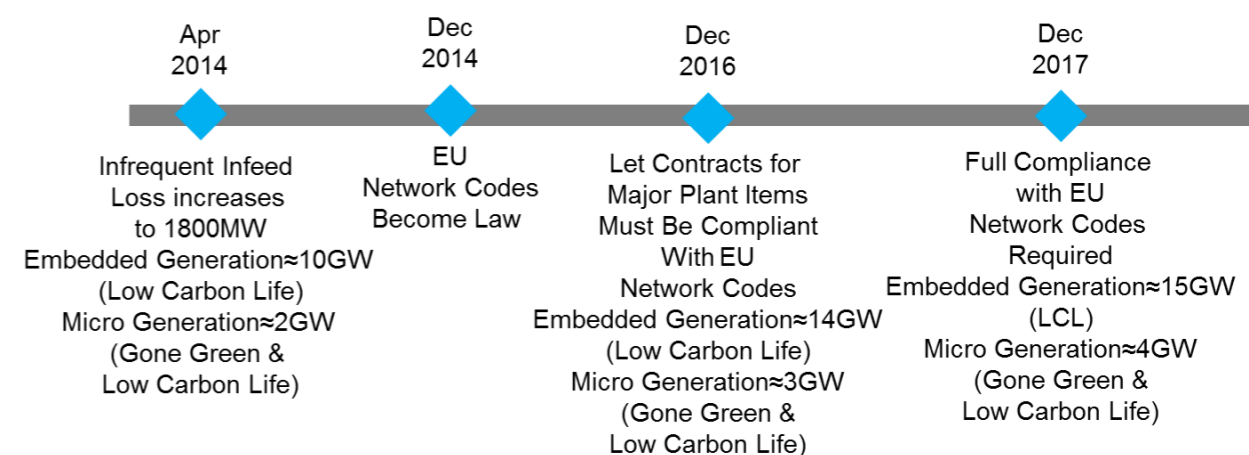 Apr
2014
Infrequent Infeed
Loss increases
to 1800MW
Embedded Generation≈10GW
(Low Carbon Life)
Micro Generation≈2GW
(Gone Green &
Low Carbon Life)
Dec
2014
EU
Network Codes
Become Law
Dec
2016
Let Contracts for
Major Plant Items
Must Be Compliant
With EU
Network Codes
Embedded Generation≈14GW
(Low Carbon Life)
Micro Generation≈3GW
(Gone Green &
Low Carbon Life)
Dec
2017
Full Compliance
with EU
Network Codes
Required
Embedded Generation≈15GW
(LCL)
Micro Generation≈4GW
(Gone Green &
Low Carbon Life)